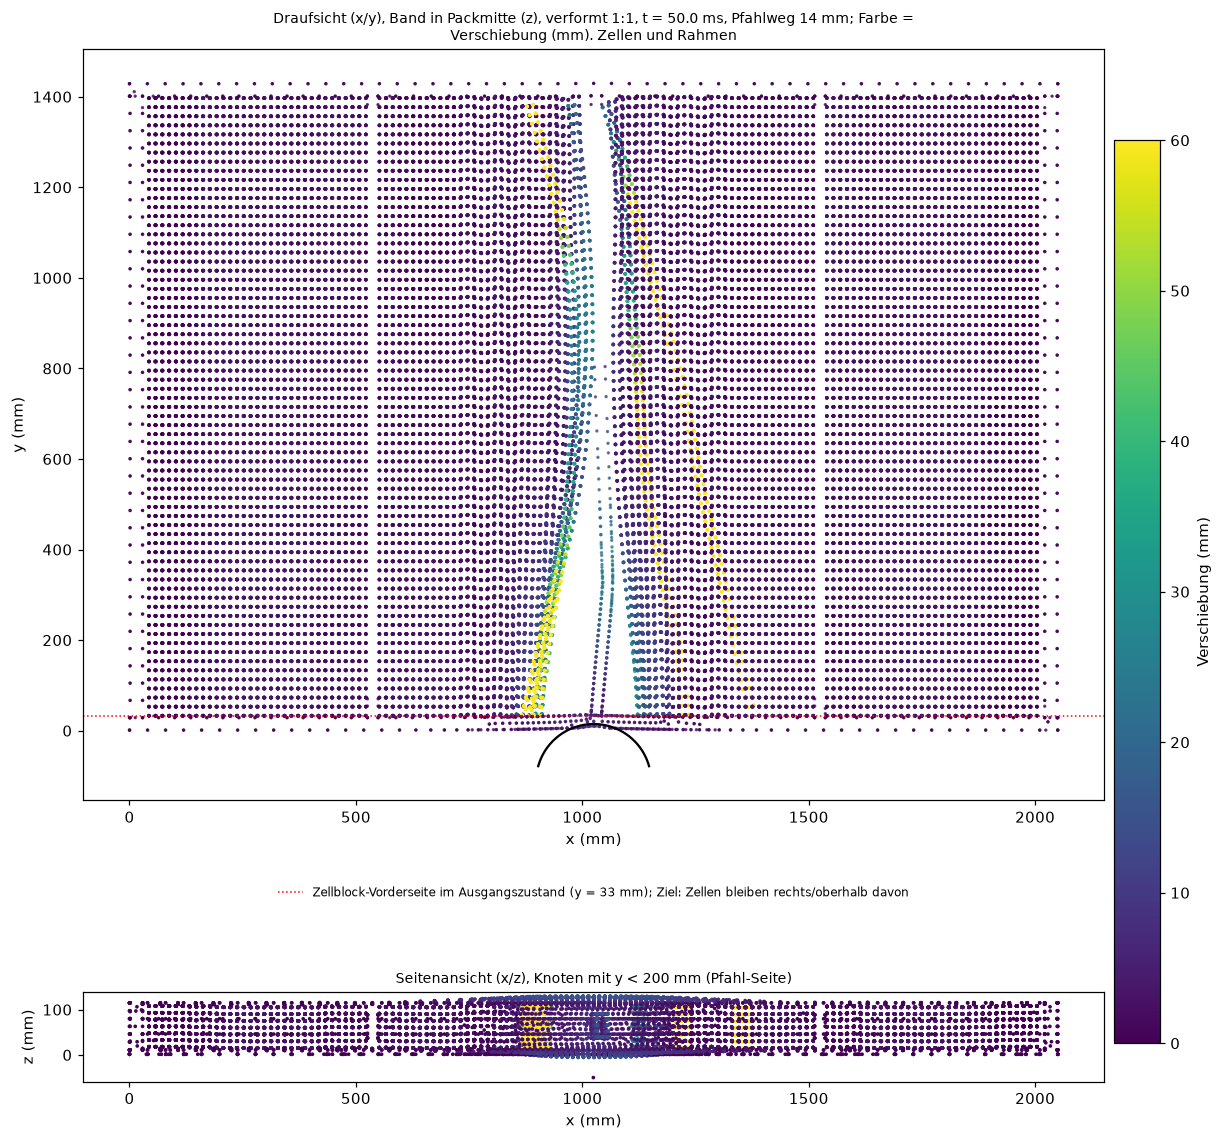 Draufsicht (x/y), Band in Packmitte (z), verformt 1:1, t = 50.0 ms, Pfahlweg 14 mm; Farbe =
Verschiebung (mm). Zellen und Rahmen
1400
1200
1000
800
600
400
200
0
y (mm)
0 500 1000 1500 2000
x (mm)
60
50
40
30
20
10
0
Verschiebung (mm)
Zellblock-Vorderseite im Ausgangszustand (y = 33 mm); Ziel: Zellen bleiben rechts/oberhalb davon
Seitenansicht (x/z), Knoten mit y < 200 mm (Pfahl-Seite)
100
0
z (mm)
0 500 1000 1500 2000
x (mm)